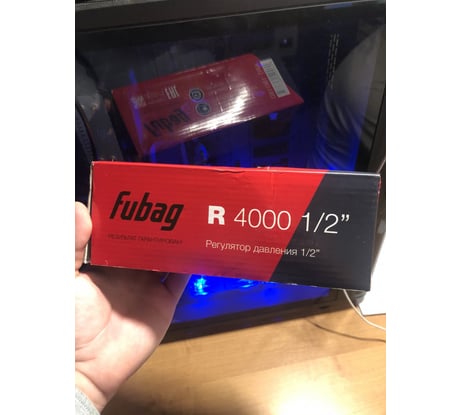 fubag
РЕЗУЛЬТАТ ГАРАНТИРОВАН
R 4000 1/2”
Регулятор давления 1/2"